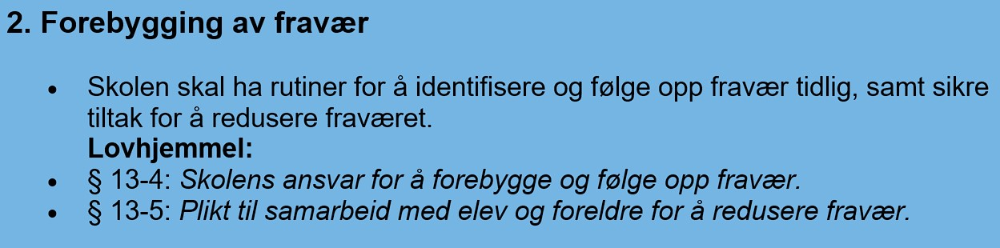 2. Forebygging av fravær
• Skolen skal ha rutiner for å identifisere og følge opp fravær tidlig, samt sikre
tiltak for å redusere fraværet.
Lovhjemmel:
• § 13-4: Skolens ansvar for å forebygge og følge opp fravær.
• § 13-5: Plikt til samarbeid med elev og foreldre for å redusere fravær.